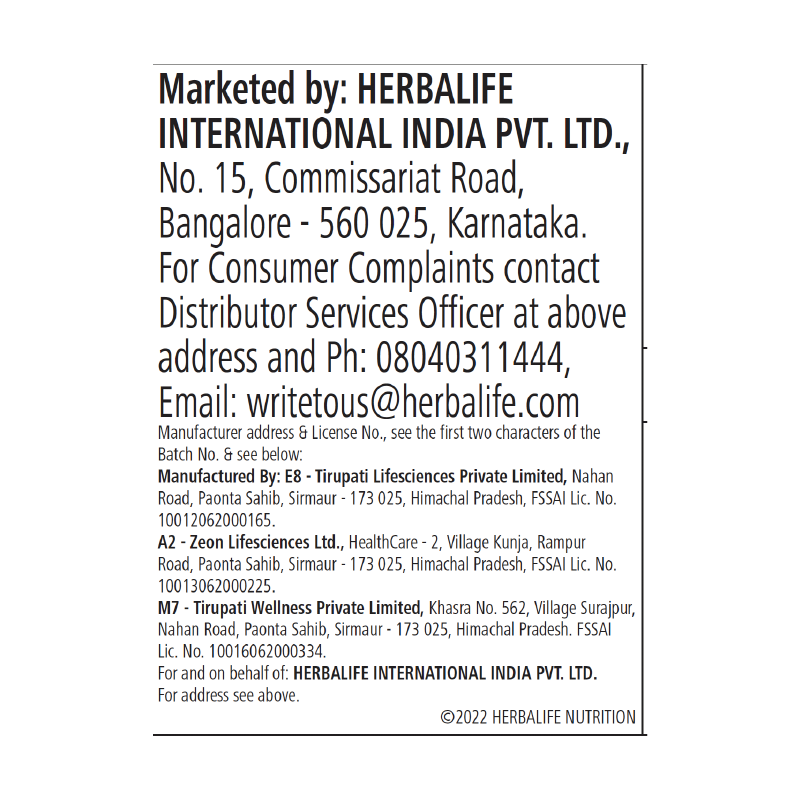 Marketed by: HERBALIFE
INTERNATIONAL INDIA PVT. LTD.,
No. 15, Commissariat Road,
Bangalore - 560 025, Karnataka.
For Consumer Complaints contact
Distributor Services Officer at above
address and Ph: 08040311444,
Email: writetous@herbalife.com
Manufacturer address & License No., see the first two characters of the
Batch No. & see below:
Manufactured By: E8 - Tirupati Lifesciences Private Limited, Nahan
Road, Paonta Sahib, Sirmaur - 173 025, Himachal Pradesh, FSSAI Lic. No.
10012062000165.
A2 - Zeon Lifesciences Ltd., HealthCare - 2, Village Kunja, Rampur
Road, Paonta Sahib, Sirmaur - 173 025, Himachal Pradesh, FSSAI Lic. No.
10013062000225.
M7 - Tirupati Wellness Private Limited, Khasra No. 562, Village Surajpur,
Nahan Road, Paonta Sahib, Sirmaur - 173 025, Himachal Pradesh. FSSAI
Lic. No. 10016062000334.
For and on behalf of: HERBALIFE INTERNATIONAL INDIA PVT. LTD.
For address see above.
©2022 HERBALIFE NUTRITION